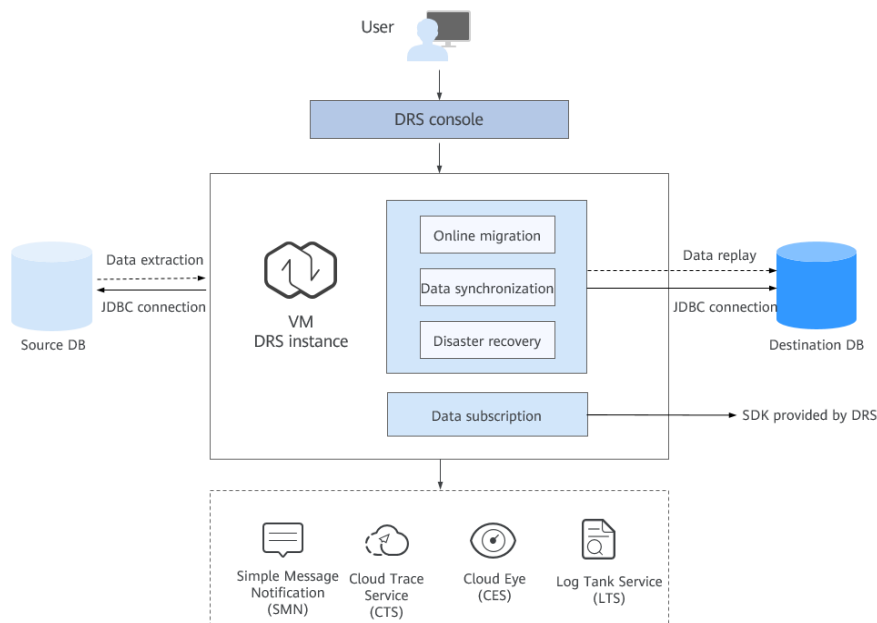 User
DRS console
Online migration
Data extraction
Data replay
Data synchronization
JDBC connection
JDBC connection
VM
DRS instance
Disaster recovery
Source DB
Destination DB
Data subscription
SDK provided by DRS
Simple Message
Notification
(SMN)
Cloud Trace
Service
(CTS)
Cloud Eye
(CES)
Log Tank Service
(LTS)